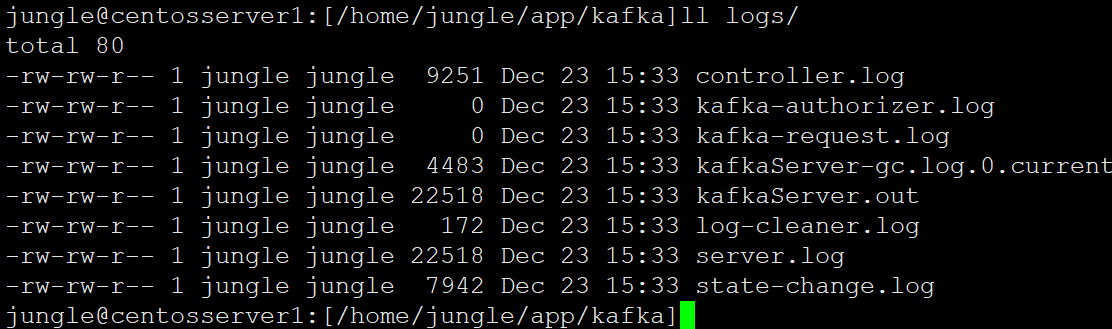 jungle@centosserver1:[/home/jungle/app/kafka]ll logs/
total 80
-rw-rw-r-- 1 jungle jungle  9251 Dec 23 15:33 controller.log
-rw-rw-r-- 1 jungle jungle     0 Dec 23 15:33 kafka-authorizer.log
-rw-rw-r-- 1 jungle jungle     0 Dec 23 15:33 kafka-request.log
-rw-rw-r-- 1 jungle jungle  4483 Dec 23 15:33 kafkaServer-gc.log.0.current
-rw-rw-r-- 1 jungle jungle 22518 Dec 23 15:33 kafkaServer.out
-rw-rw-r-- 1 jungle jungle   172 Dec 23 15:33 log-cleaner.log
-rw-rw-r-- 1 jungle jungle 22518 Dec 23 15:33 server.log
-rw-rw-r-- 1 jungle jungle  7942 Dec 23 15:33 state-change.log
jungle@centosserver1:[/home/jungle/app/kafka]